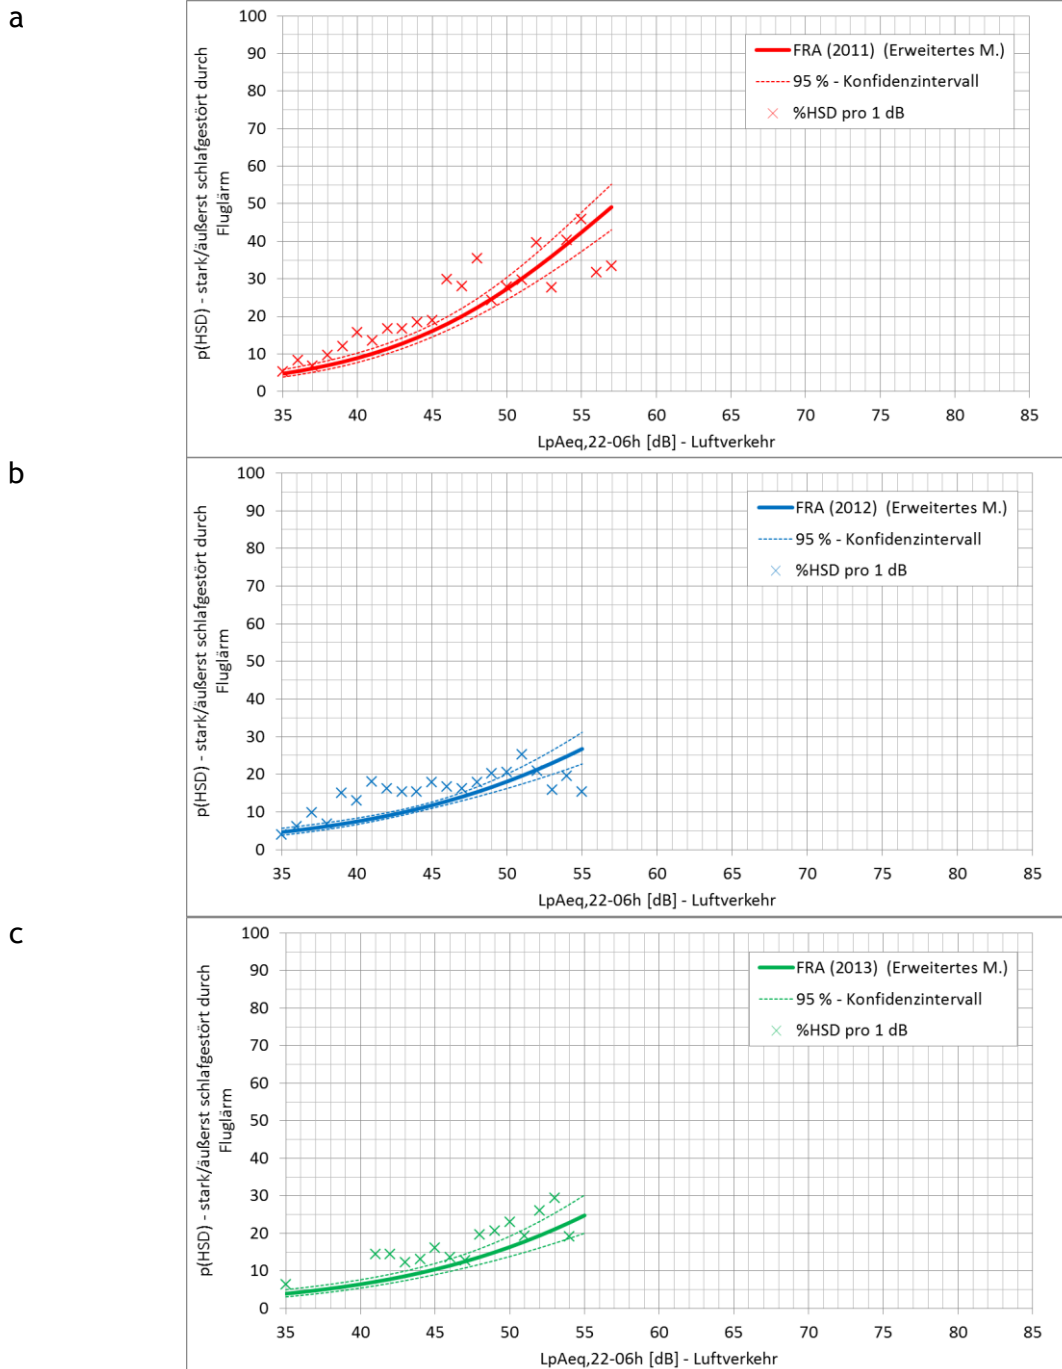 a
100
90
80
70
60
50
40
30
20
10
0
p(HSD) - stark/äußerst schlafgestört durch
Fluglärm
FRA (2011) (Erweitertes M.)
95 % - Konfidenzintervall
%HSD pro 1 dB
35 40 45 50 55 60 65 70 75 80 85
LpAeq,22-06h [dB] - Luftverkehr
b
100
90
80
70
60
50
40
30
20
10
0
p(HSD) - stark/äußerst schlafgestört durch
Fluglärm
FRA (2012) (Erweitertes M.)
95 % - Konfidenzintervall
%HSD pro 1 dB
35 40 45 50 55 60 65 70 75 80 85
LpAeq,22-06h [dB] - Luftverkehr
c
100
90
80
70
60
50
40
30
20
10
0
p(HSD) - stark/äußerst schlafgestört durch
Fluglärm
FRA (2013) (Erweitertes M.)
95 % - Konfidenzintervall
%HSD pro 1 dB
35 40 45 50 55 60 65 70 75 80 85
LpAeq,22-06h [dB] - Luftverkehr